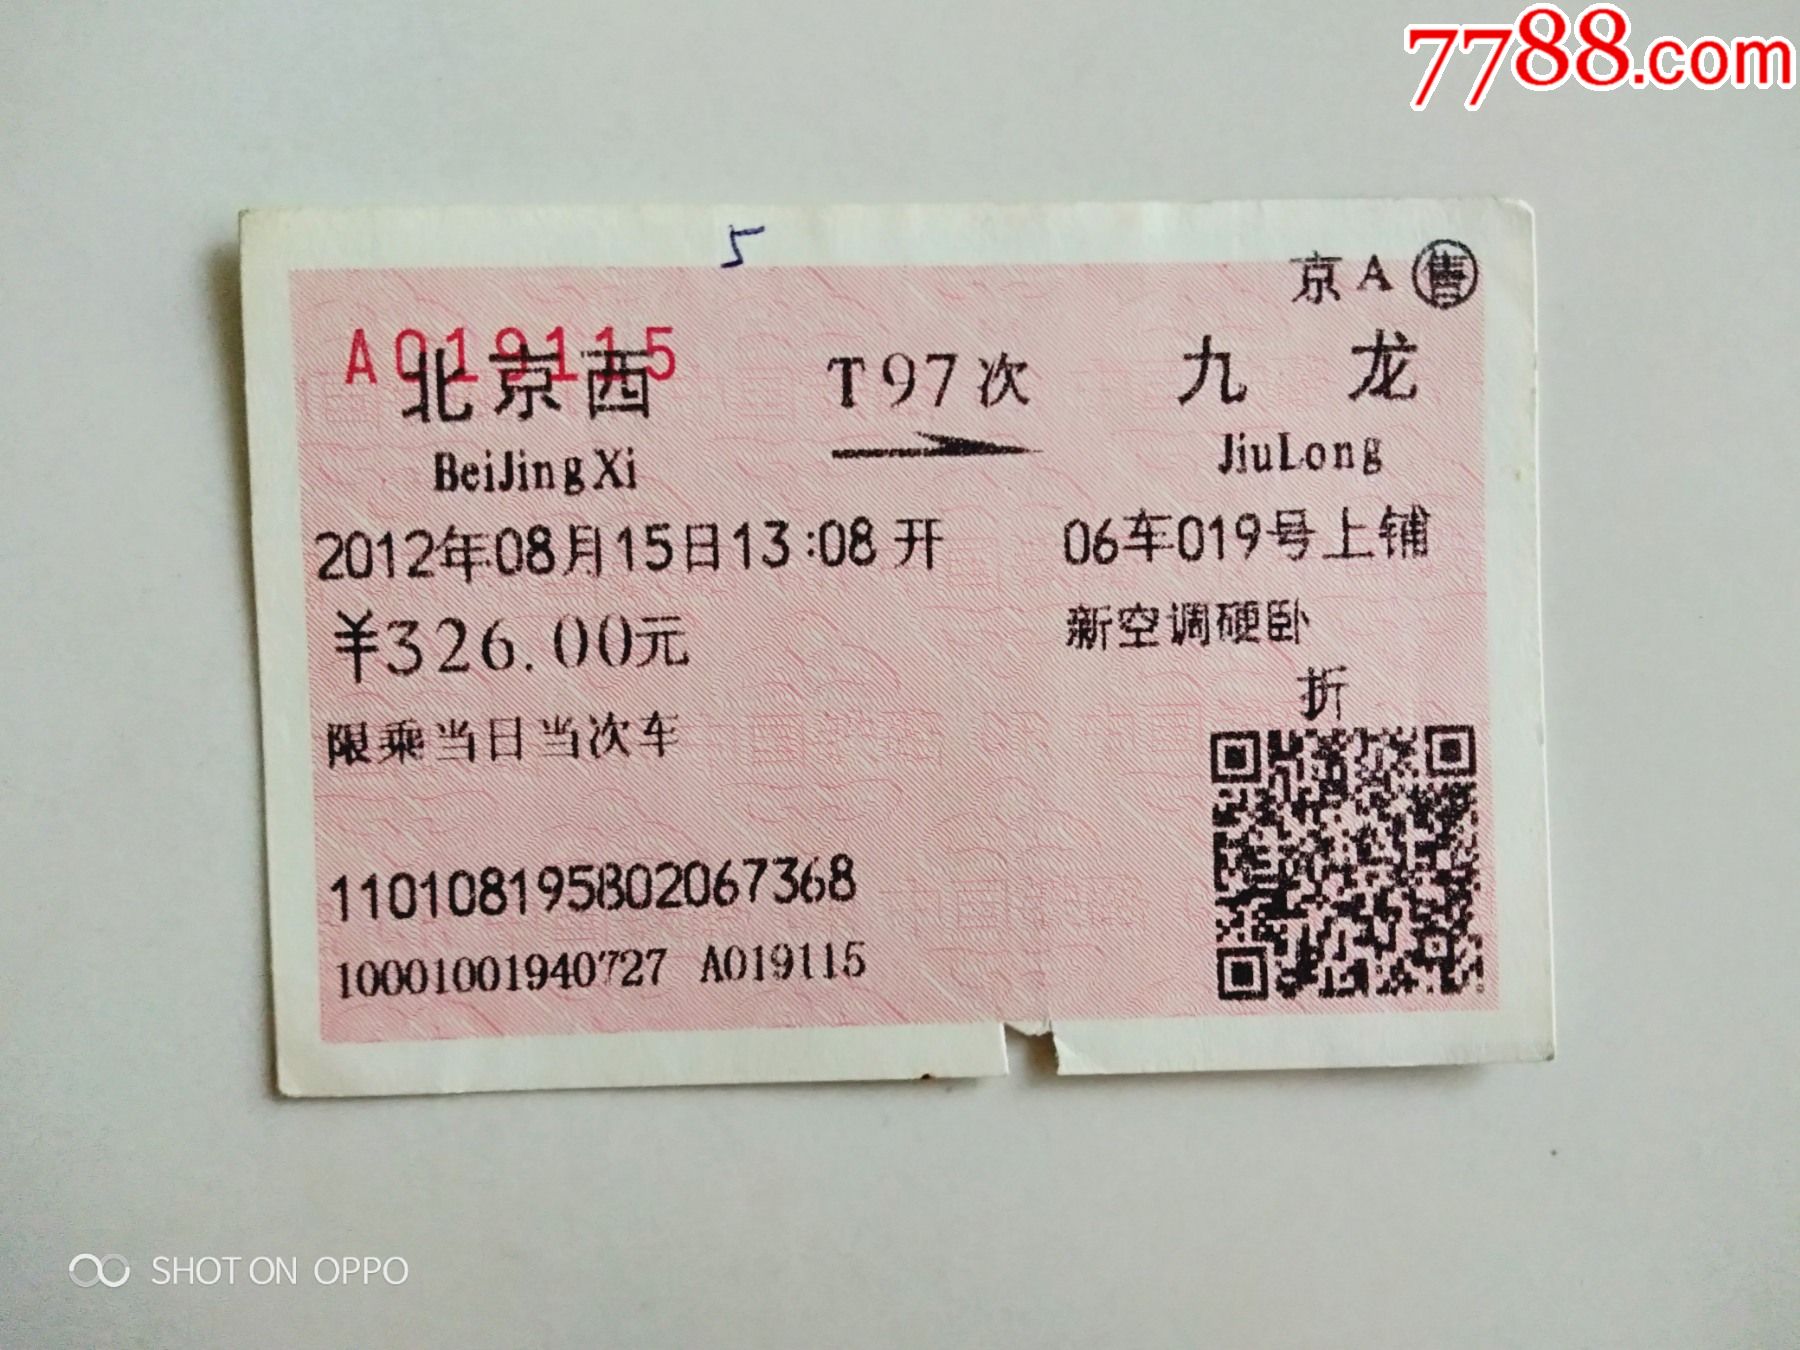 7788.com
5
京A售
A019115
北京西 T97次 九龙
BeiJingXi JiuLong
2012年08月15日13:08开 06车019号上铺
¥326.00元 新空调硬卧
折
限乘当日当次车
110108195802067368
10001001940727 A019115
SHOT ON OPPO